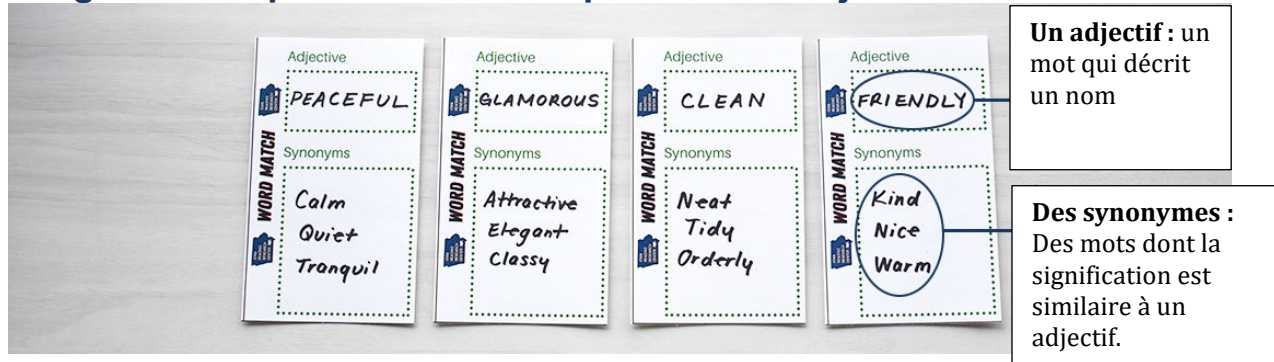 Adjective
PEACEFUL
Synonyms
Calm
Quiet
Tranquil
WORD MATCH
Adjective
GLAMOROUS
Synonyms
Attractive
Elegant
Classy
WORD MATCH
Adjective
CLEAN
Synonyms
Neat
Tidy
Orderly
WORD MATCH
Adjective
FRIENDLY
Synonyms
Kind
Nice
Warm
WORD MATCH
Un adjectif : un
mot qui décrit
un nom
Des synonymes :
Des mots dont la
signification est
similaire à un
adjectif.